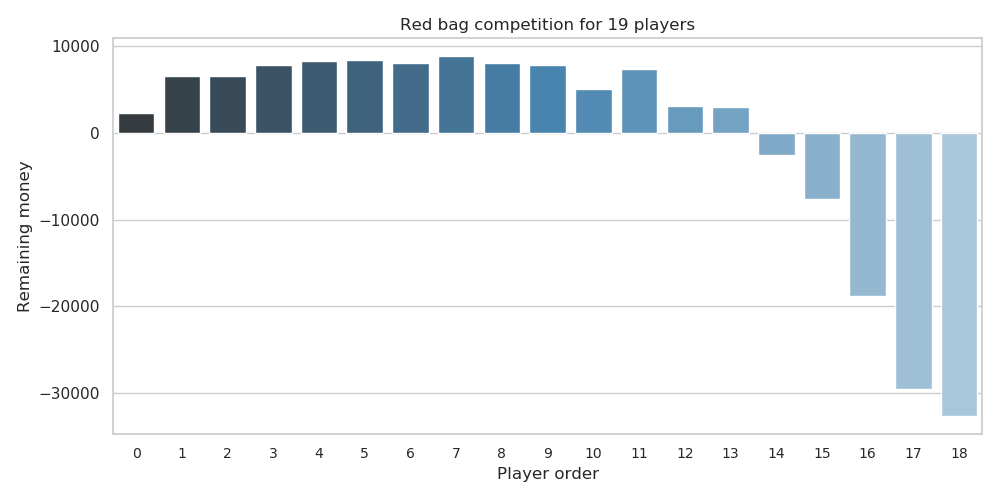 Red bag competition for 19 players
10000
0
−10000
−20000
−30000
Remaining money
0 1 2 3 4 5 6 7 8 9 10 11 12 13 14 15 16 17 18
Player order